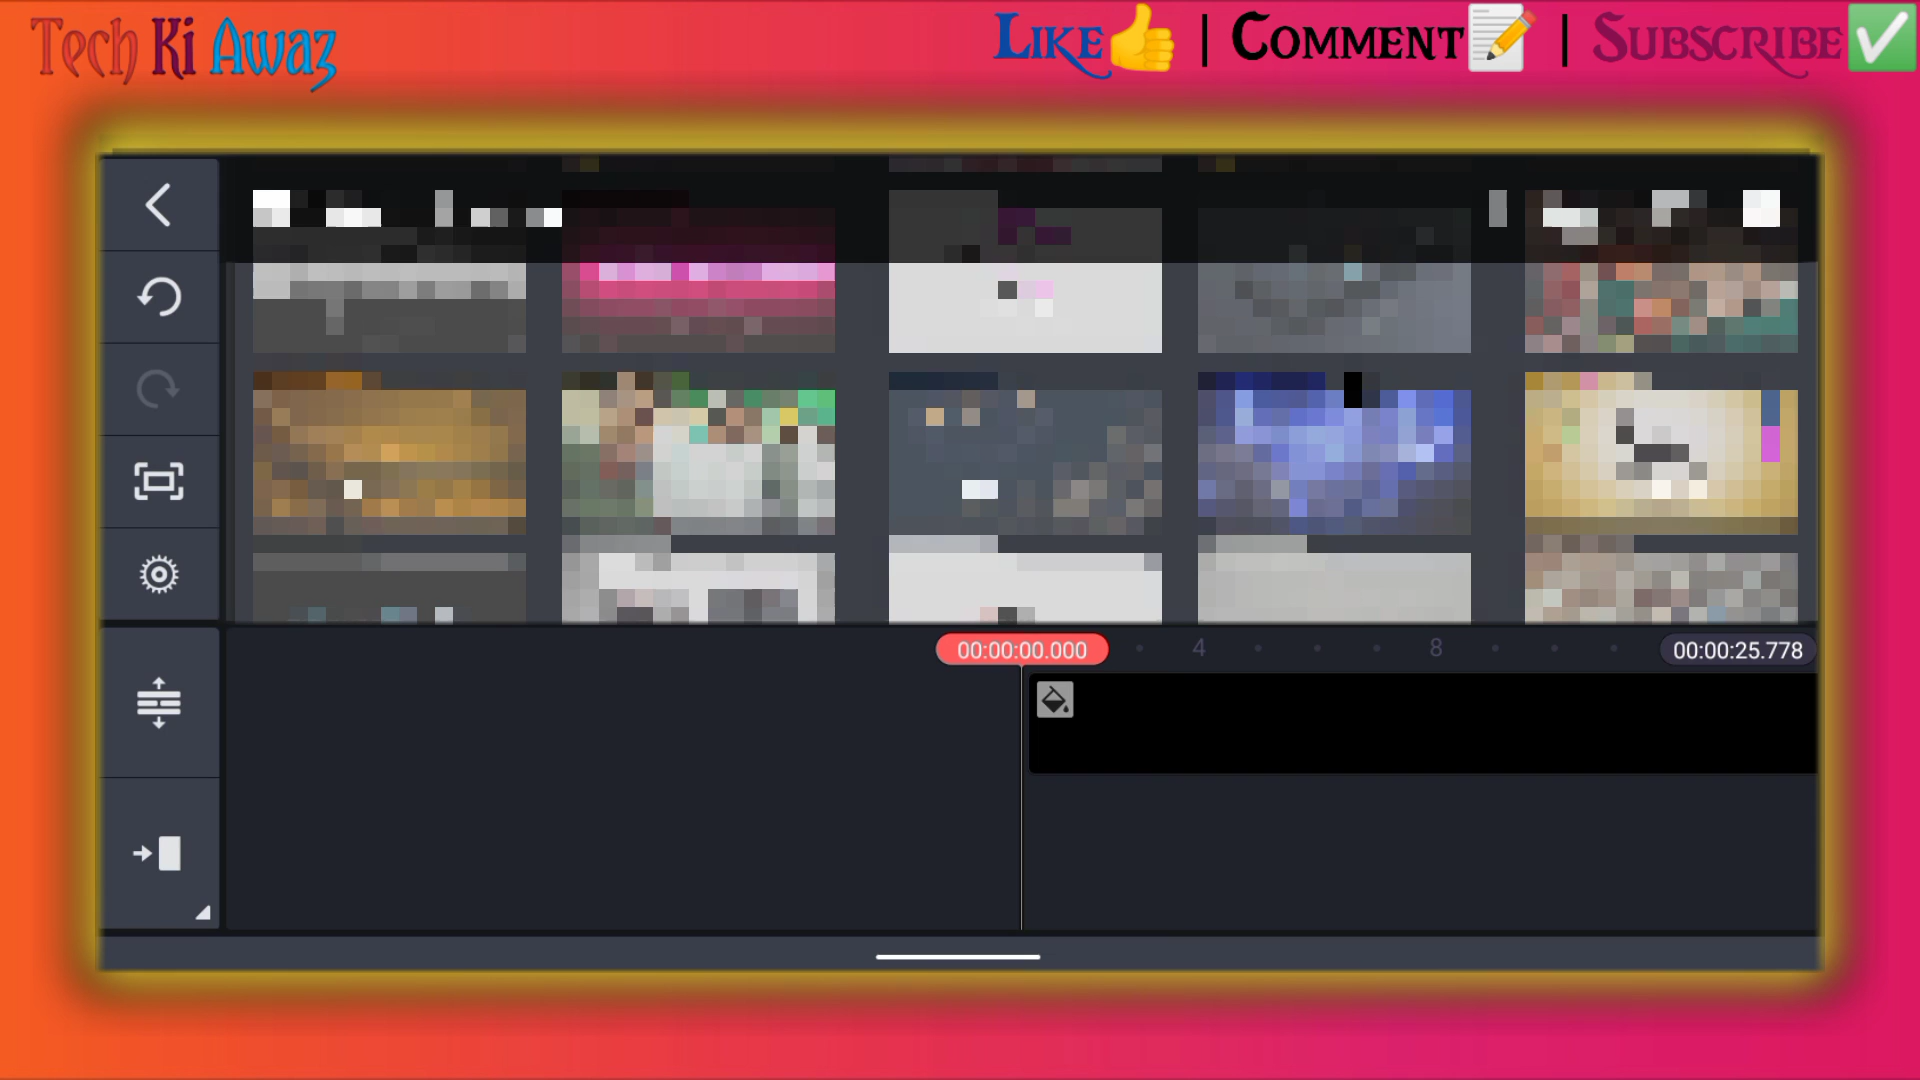 Tech Ki Awaz
Like👍 | Comment📝 | Subscribe✅
00:00:00.000
4
8
00:00:25.778